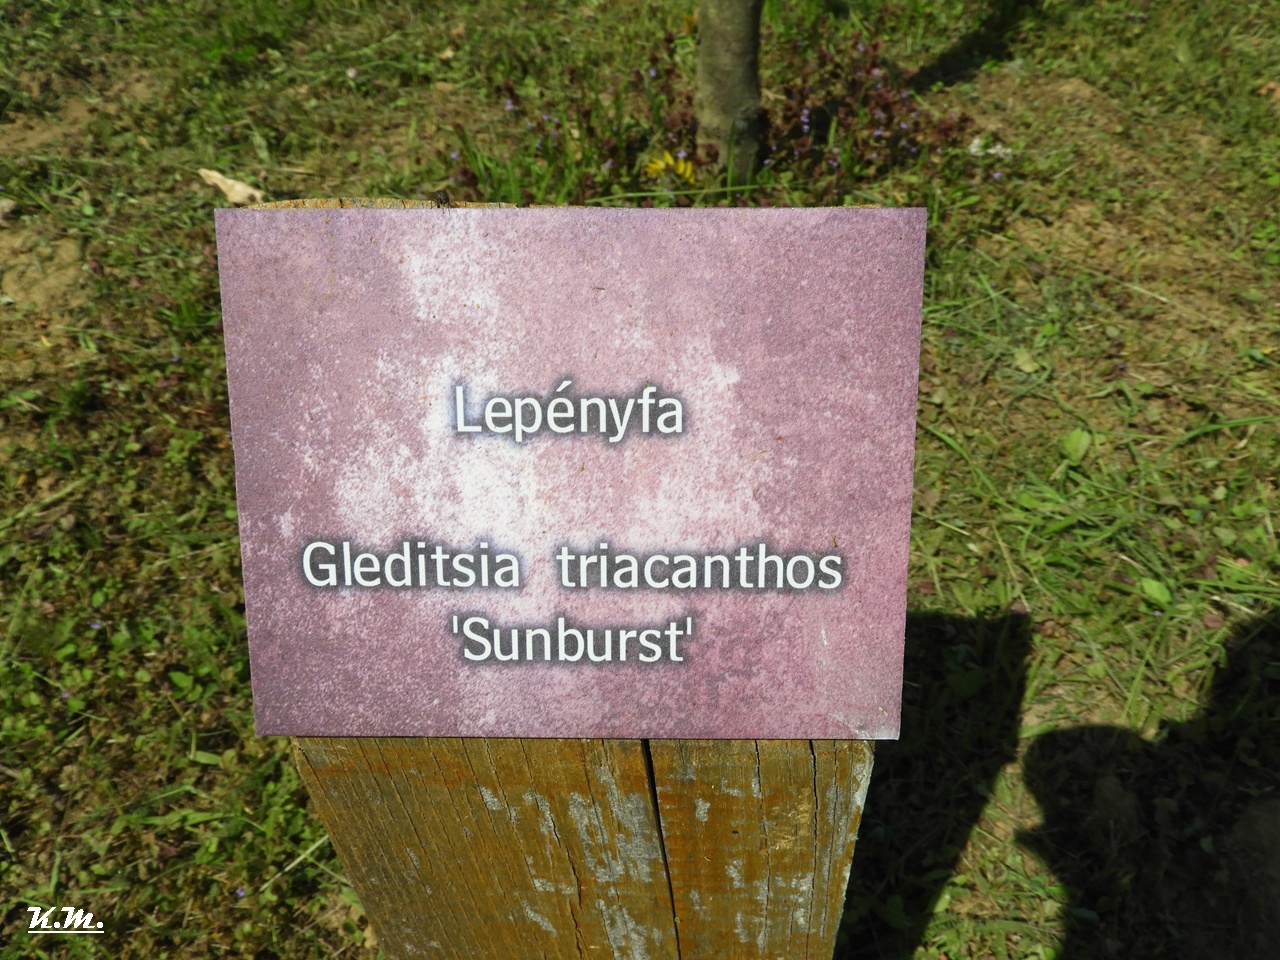 Lepényfa
Gleditsia triacanthos
'Sunburst'
K.M.